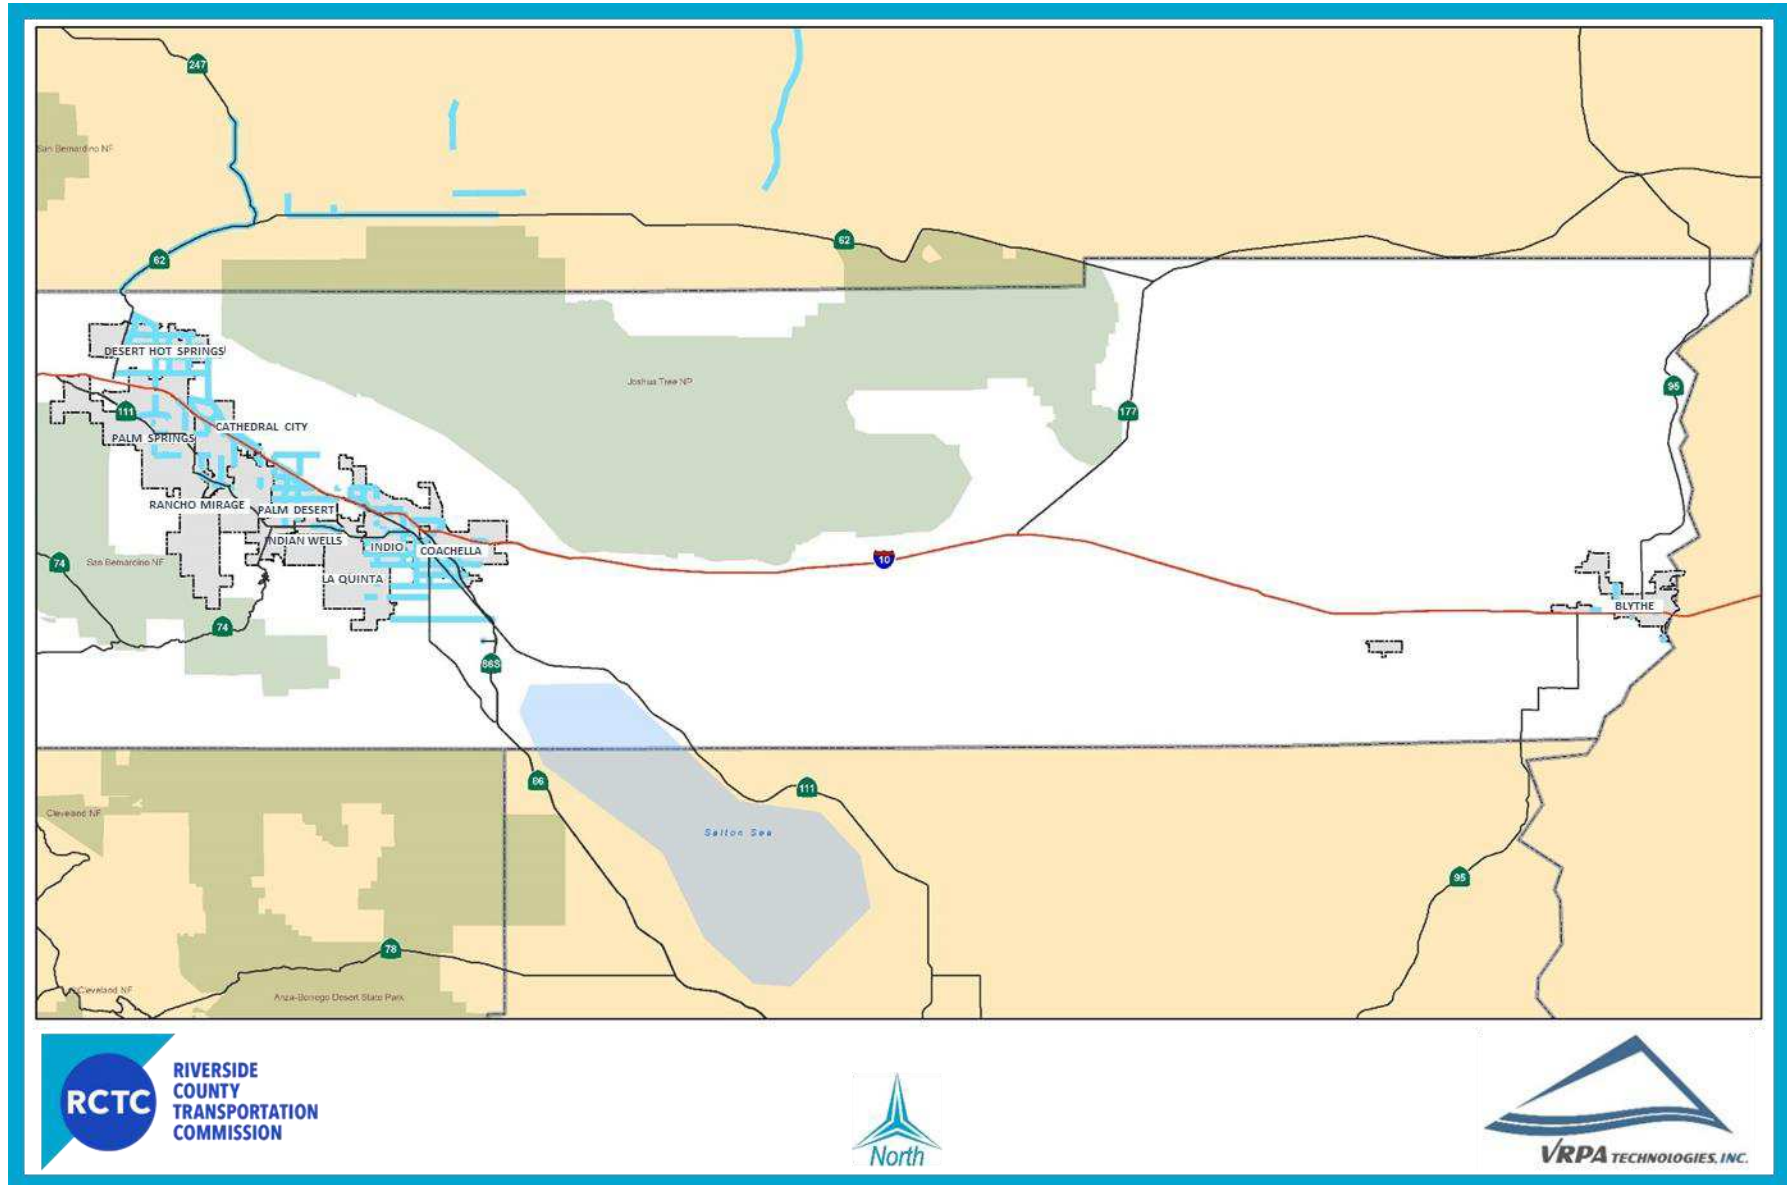 247
San Bernardino NF
62
62
DESERT HOT SPRINGS
Joshua Tree NP
95
111
177
CATHEDRAL CITY
PALM SPRINGS
RANCHO MIRAGE
PALM DESERT
INDIAN WELLS
INDIO
COACHELLA
10
74
San Bernardino NF
LA QUINTA
BLYTHE
74
86S
86
111
Cleveland NF
Salton Sea
95
78
Cleveland NF
Anza-Borrego Desert State Park
RCTC
RIVERSIDE
COUNTY
TRANSPORTATION
COMMISSION
North
VRPA TECHNOLOGIES, INC.